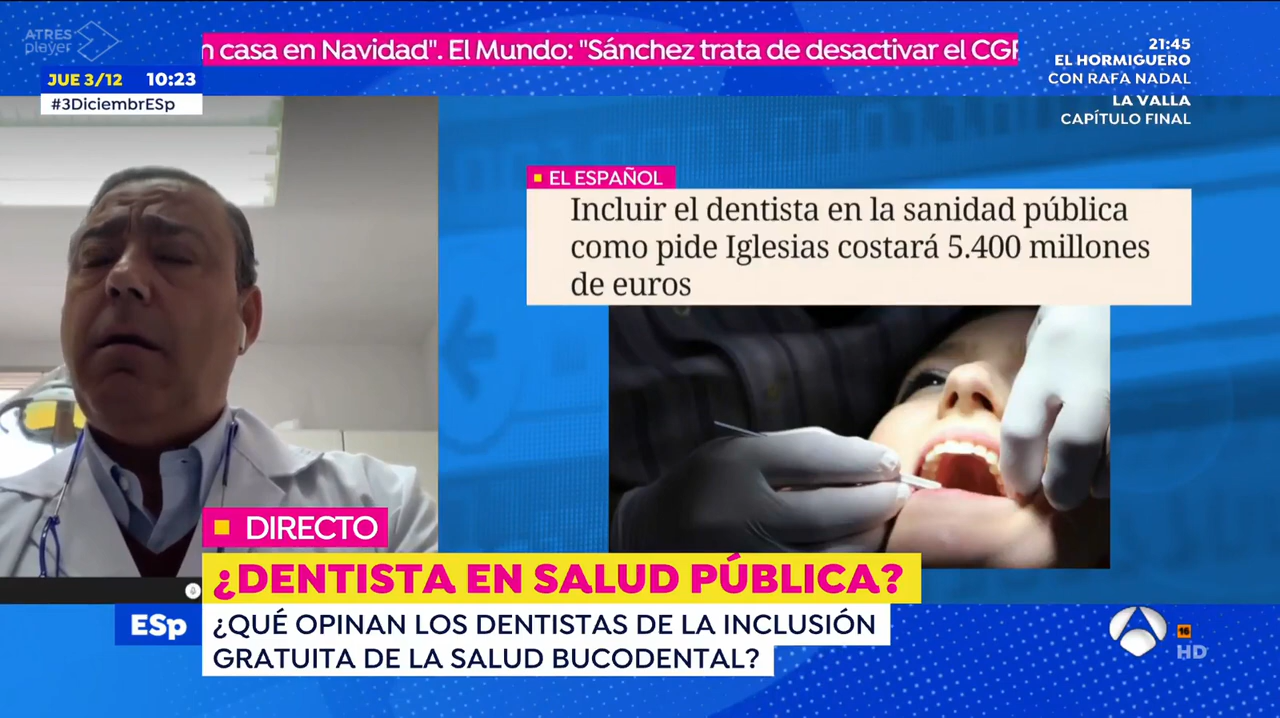 ATRES
player
n casa en Navidad". El Mundo: "Sánchez trata de desactivar el CGP
JUE 3/12 10:23
#3DiciembrESp
21:45
EL HORMIGUERO
CON RAFA NADAL
LA VALLA
CAPÍTULO FINAL
EL ESPAÑOL
Incluir el dentista en la sanidad pública
como pide Iglesias costará 5.400 millones
de euros
DIRECTO
¿DENTISTA EN SALUD PÚBLICA?
ESp
¿QUÉ OPINAN LOS DENTISTAS DE LA INCLUSIÓN
GRATUITA DE LA SALUD BUCODENTAL?
16
HD